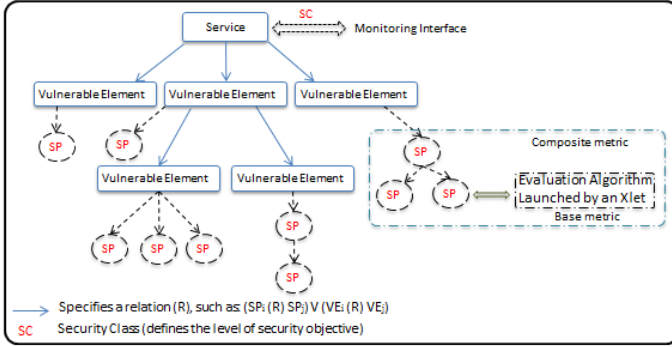 SC
Service
Monitoring Interface
Vulnerable Element
Vulnerable Element
Vulnerable Element
SP
SP
Composite metric
SP
Vulnerable Element
Vulnerable Element
SP
SP
Evaluation Algorithm
Launched by an Xlet
Base metric
SP
SP
SP
SP
SP
Specifies a relation (R), such as: (SPi (R) SPj) V (VEi (R) VEj)
SC Security Class (defines the level of security objective)